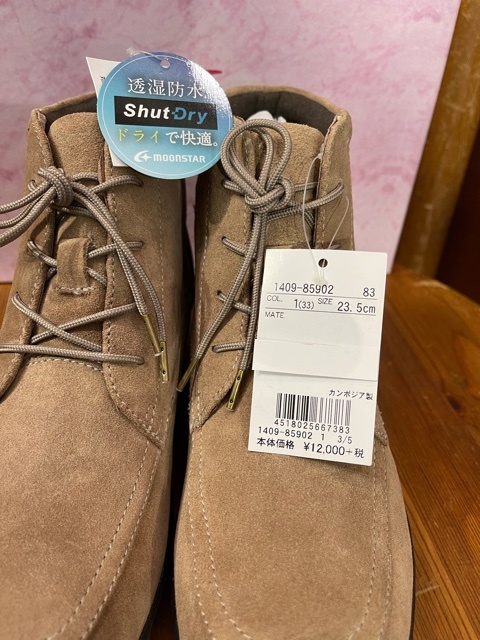 透湿防水
Shut-Dry
ドライで快適。
MOONSTAR
1409-85902 83
COL. 1(33) SIZE 23.5cm
MATE.
カンボジア製
4518025667383
1409-85902 1 3/5
本体価格 ¥12,000+税